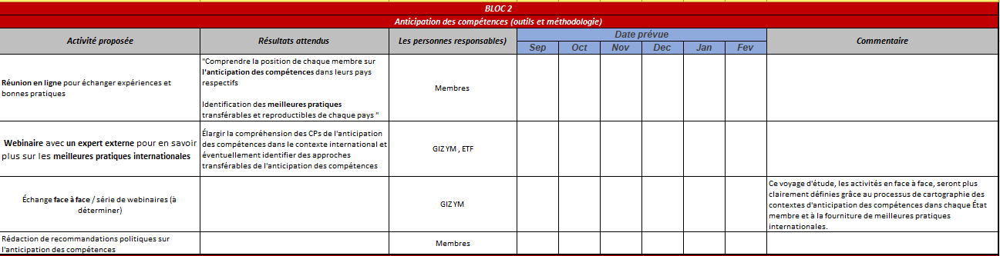 BLOC 2
Anticipation des compétences (outils et méthodologie)
Activité proposée
Résultats attendus
Les personnes responsables)
Date prévue
Commentaire
Sep
Oct
Nov
Dec
Jan
Fev
Réunion en ligne pour échanger expériences et
bonnes pratiques
"Comprendre la position de chaque membre sur
l'anticipation des compétences dans leurs pays
respectifs
Identification des meilleures pratiques
transférables et reproductibles de chaque pays "
Membres
Webinaire avec un expert externe pour en savoir
plus sur les meilleures pratiques internationales
Élargir la compréhension des CPs de l'anticipation
des compétences dans le contexte international et
éventuellement identifier des approches
transférables de l'anticipation des compétences
GIZ YM , ETF
Échange face à face / série de webinaires (à
déterminer)
GIZ YM
Ce voyage d'étude, les activités en face à face, seront plus
clairement définies grâce au processus de cartographie des
contextes d'anticipation des compétences dans chaque État
membre et à la fourniture de meilleures pratiques
internationales.
Rédaction de recommandations politiques sur
l'anticipation des compétences
Membres